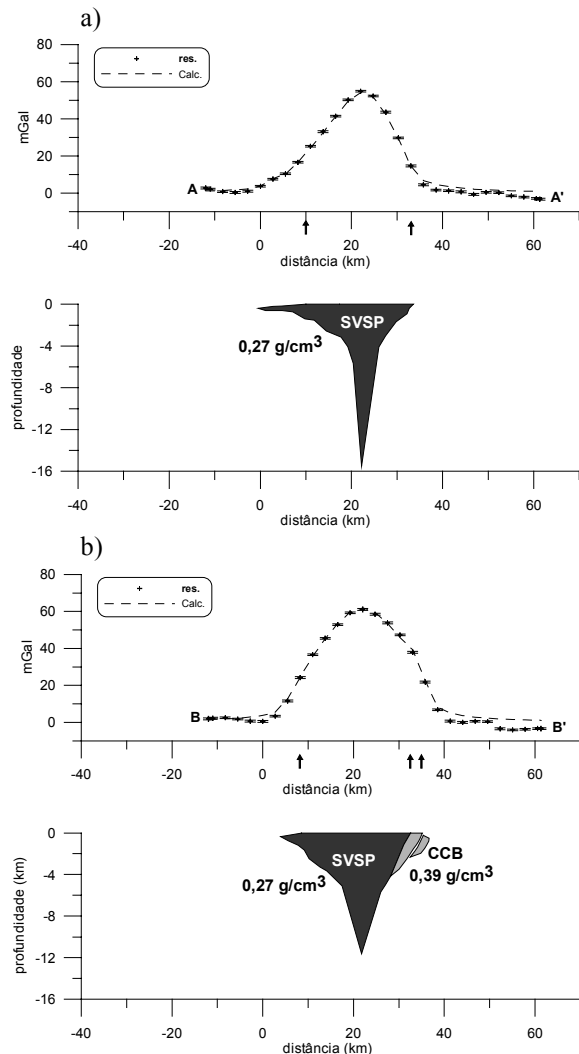 a)
80
60
40
20
0
mGal
res.
Calc.
A
A'
-40
-20
0
20
40
60
distância (km)
0
-4
-8
-12
-16
profundidade
SVSP
0,27 g/cm³
-40
-20
0
20
40
60
distância (km)
b)
80
60
40
20
0
mGal
res.
Calc.
B
B'
-40
-20
0
20
40
60
distância (km)
0
-4
-8
-12
-16
profundidade (km)
SVSP
CCB
0,27 g/cm³
0,39 g/cm³
-40
-20
0
20
40
60
distância (km)